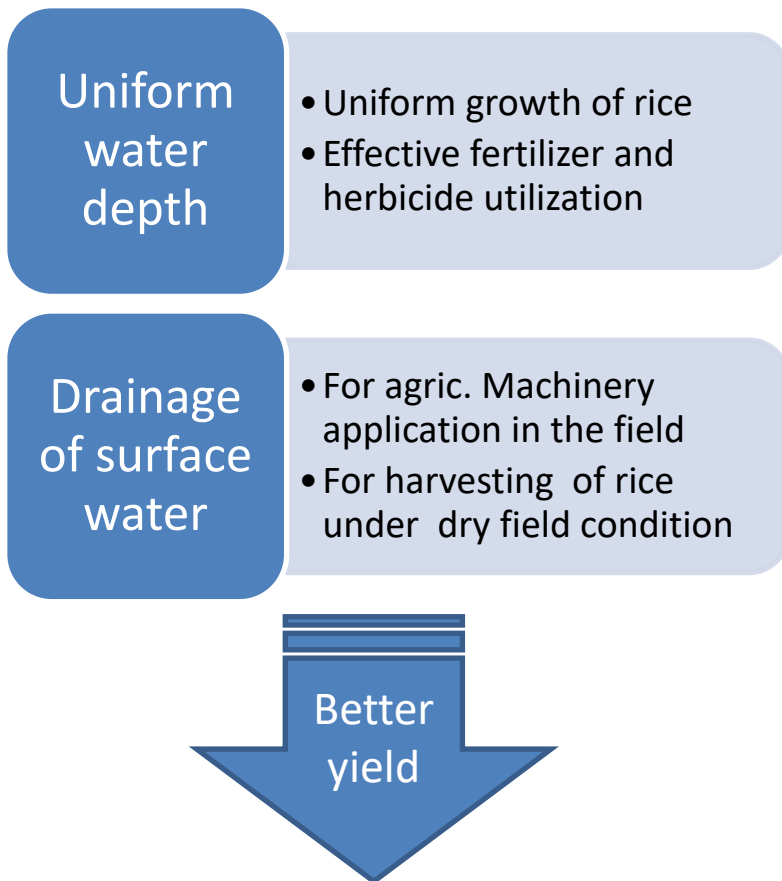 Uniform
water
depth
• Uniform growth of rice
• Effective fertilizer and
herbicide utilization
Drainage
of surface
water
• For agric. Machinery
application in the field
• For harvesting  of rice
under  dry field condition
Better
yield